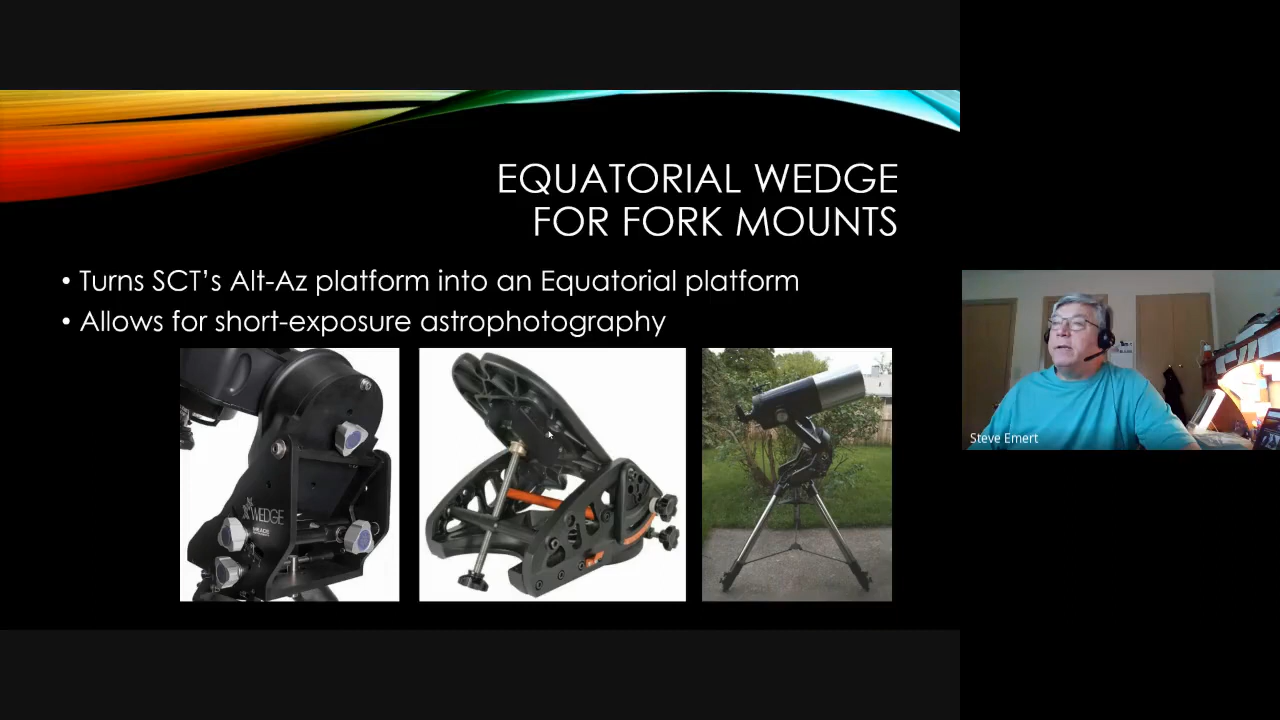 EQUATORIAL WEDGE
FOR FORK MOUNTS
• Turns SCT’s Alt-Az platform into an Equatorial platform
• Allows for short-exposure astrophotography
WEDGE
Steve Emert